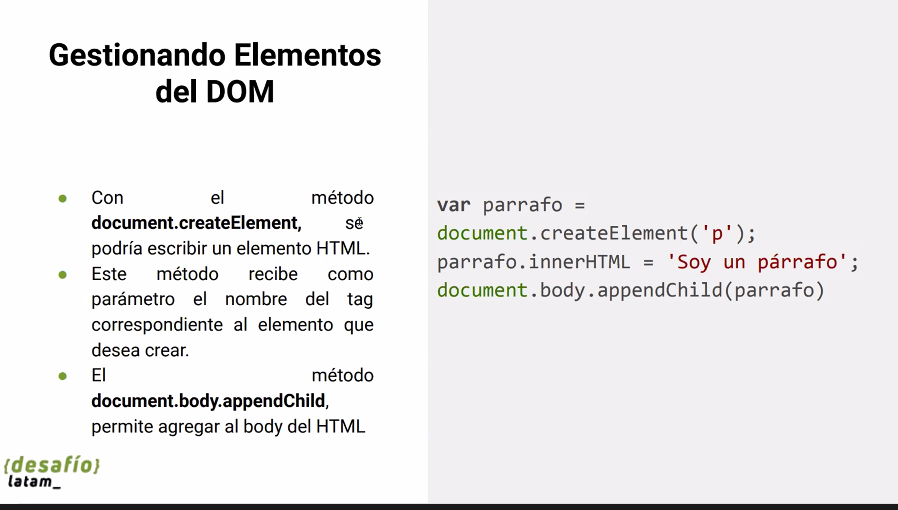 Gestionando Elementos
del DOM
● Con el método
document.createElement, se
podría escribir un elemento HTML.
● Este método recibe como
parámetro el nombre del tag
correspondiente al elemento que
desea crear.
● El método
document.body.appendChild,
permite agregar al body del HTML
var parrafo =
document.createElement('p');
parrafo.innerHTML = 'Soy un párrafo';
document.body.appendChild(parrafo)
{desafío}
latam_